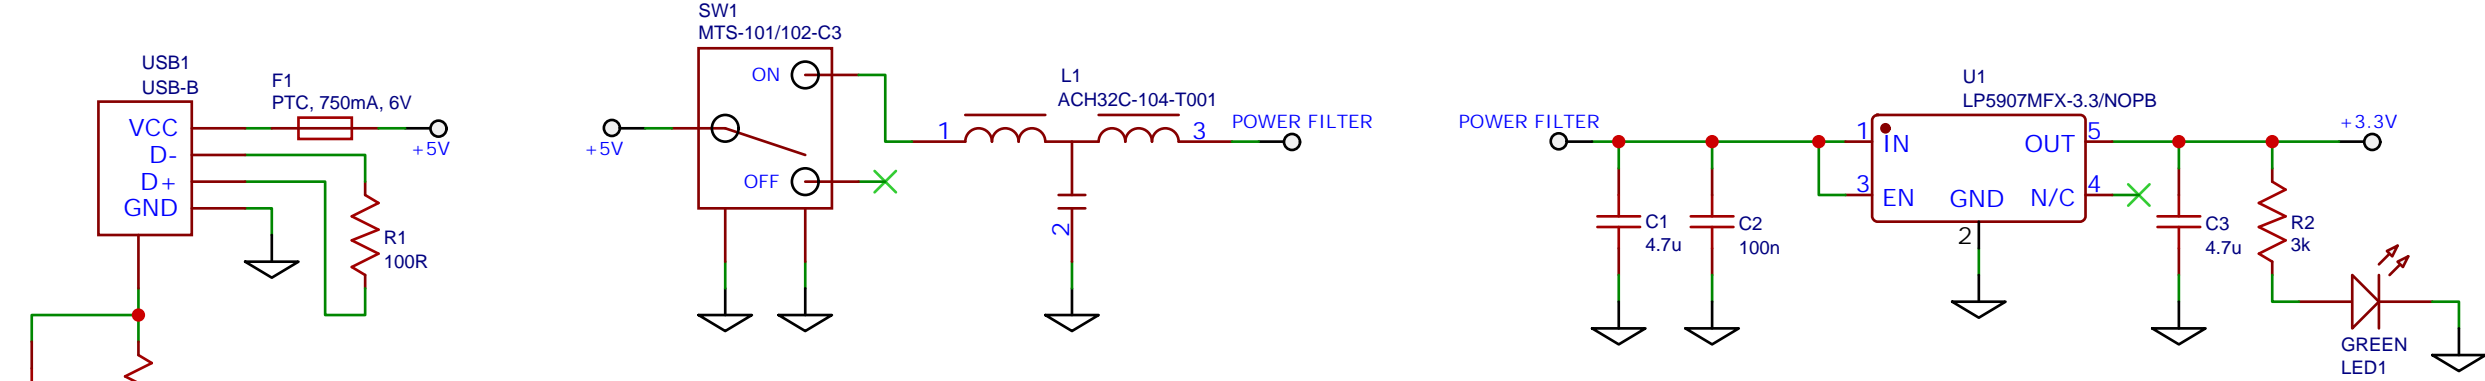 USB1
USB-B
VCC
D-
D+
GND
F1
PTC, 750mA, 6V
+5V
R1
100R
SW1
MTS-101/102-C3
ON
OFF
+5V
L1
ACH32C-104-T001
1
3
2
POWER FILTER
POWER FILTER
C1
4.7u
C2
100n
U1
LP5907MFX-3.3/NOPB
1
IN
OUT
5
3
EN
GND
N/C
4
2
C3
4.7u
R2
3k
+3.3V
GREEN
LED1